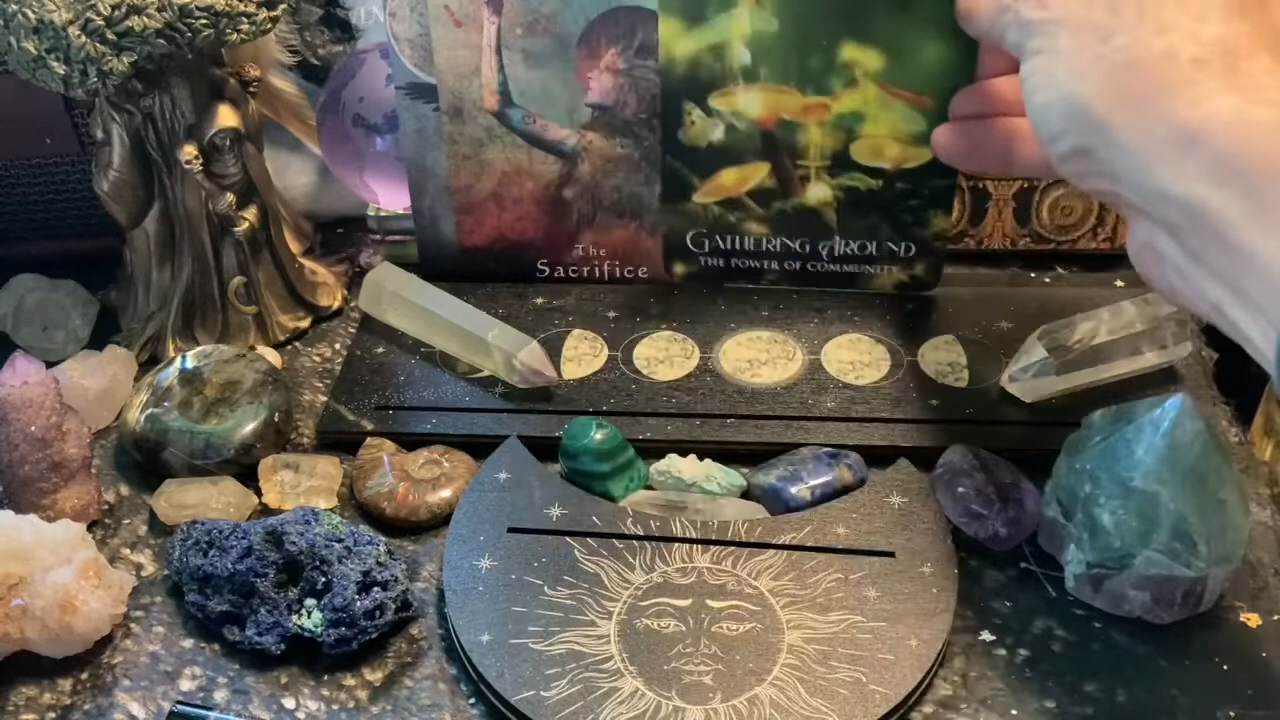 The
Sacrifice
GATHERING AROUND
THE POWER OF COMMUNITY